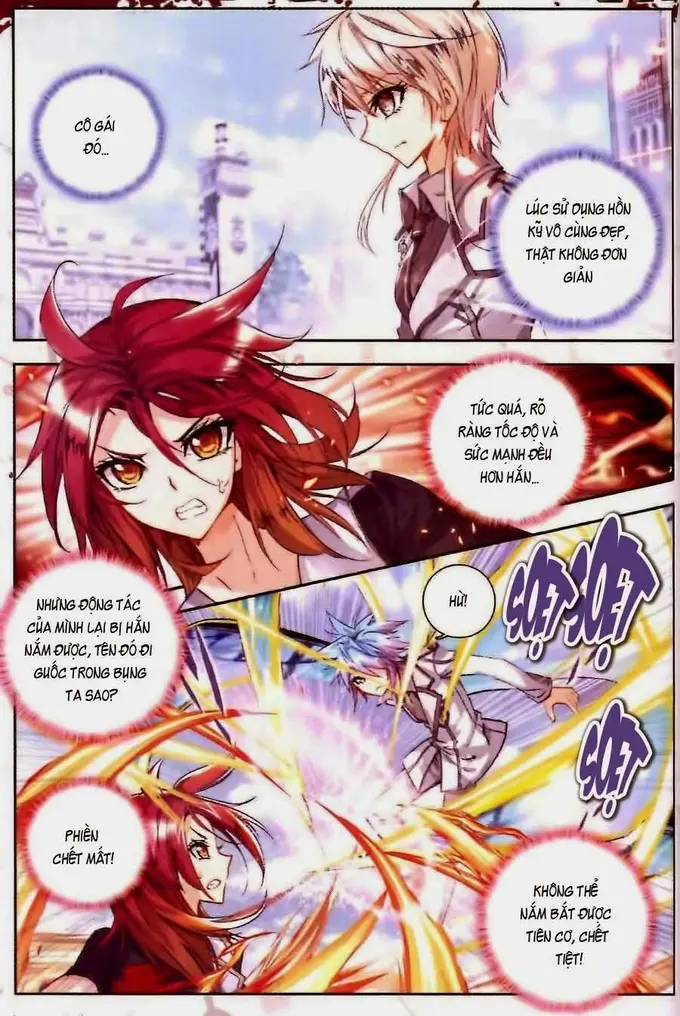 CÔ GÁI
ĐÓ...
LÚC SỬ DỤNG HỒN
KỸ VÔ CÙNG ĐẸP,
THẬT KHÔNG ĐƠN
GIẢN
TỨC QUÁ, RÕ
RÀNG TỐC ĐỘ VÀ
SỨC MẠNH ĐỀU
HƠN HẮN...
HỪ!
SOẸT SOẸT
NHƯNG ĐỘNG TÁC
CỦA MÌNH LẠI BỊ HẮN
NẮM ĐƯỢC, TÊN ĐÓ ĐI
GUỐC TRONG BỤNG
TA SAO?
SOẸT
PHIỀN
CHẾT MẤT!
KHÔNG THỂ
NẮM BẮT ĐƯỢC
TIÊN CƠ, CHẾT
TIỆT!